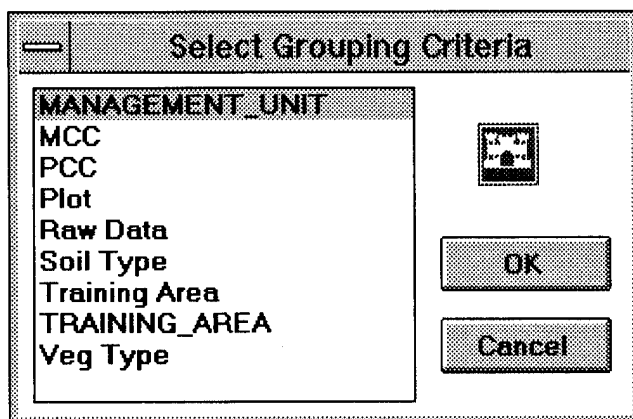 Select Grouping Criteria
MANAGEMENT_UNIT
MCC
PCC
Plot
Raw Data
Soil Type
Training Area
TRAINING_AREA
Veg Type
OK
Cancel